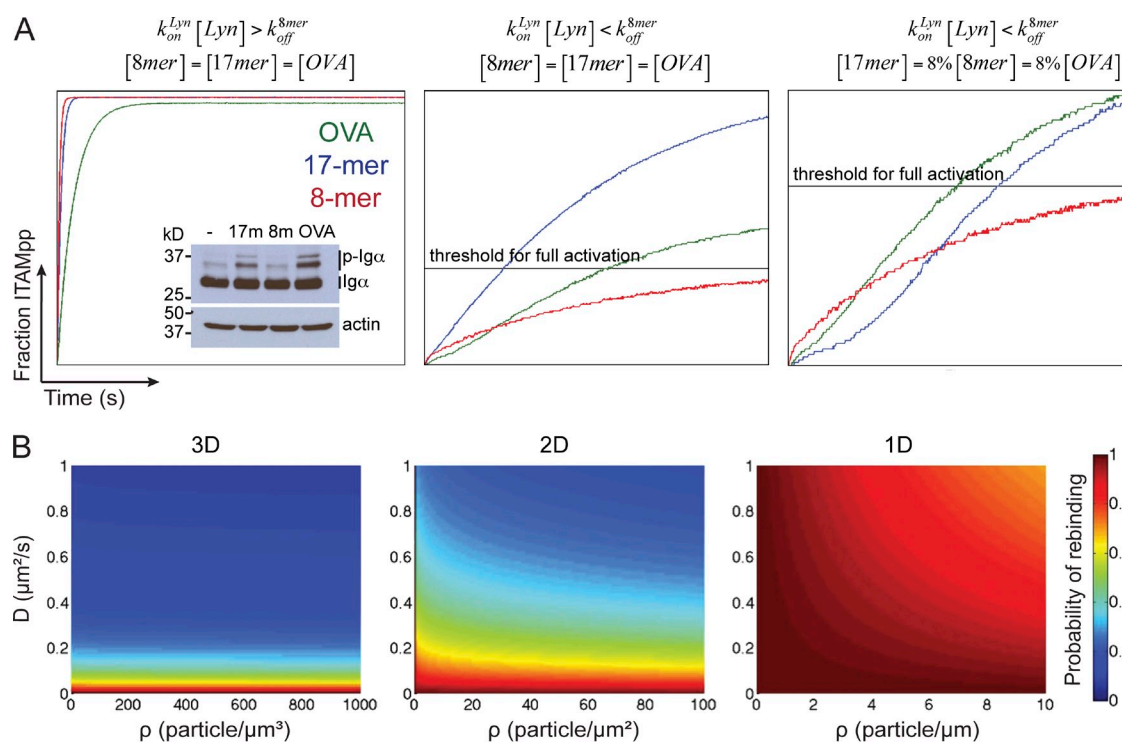 A
k_on^Lyn [Lyn] > k_off^8mer
[8mer] = [17mer] = [OVA]
k_on^Lyn [Lyn] < k_off^8mer
[8mer] = [17mer] = [OVA]
k_on^Lyn [Lyn] < k_off^8mer
[17mer] = 8% [8mer] = 8% [OVA]
Fraction ITAMpp
Time (s)
OVA
17-mer
8-mer
kD - 17m 8m OVA
37
p-Igα
Igα
25
50
37
actin
threshold for full activation
threshold for full activation
B
3D
2D
1D
D (µm²/s)
1
0.8
0.6
0.4
0.2
0
0 200 400 600 800 1000
ρ (particle/µm³)
1
0.8
0.6
0.4
0.2
0
0 20 40 60 80 100
ρ (particle/µm²)
1
0.8
0.6
0.4
0.2
0
0 2 4 6 8 10
ρ (particle/µm)
Probability of rebinding
1
0.
0.
0.
0.
0